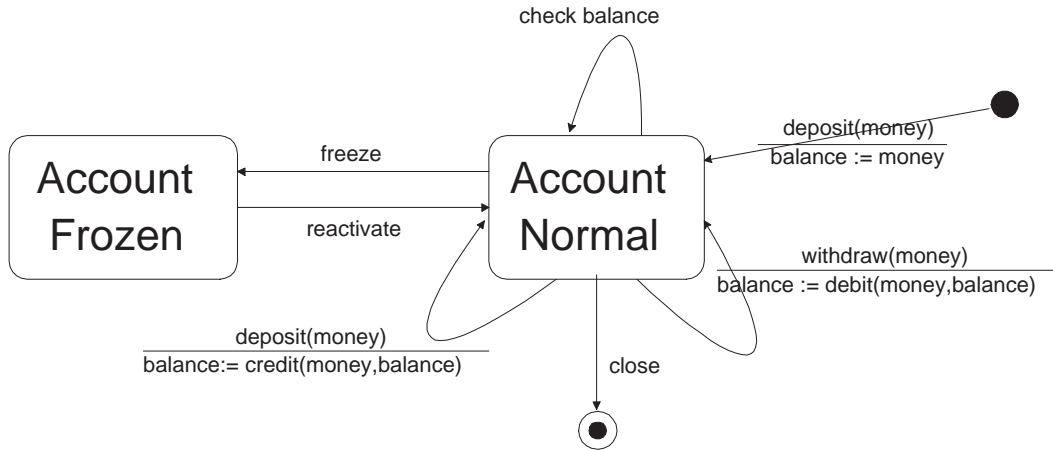 check balance
deposit(money)
balance := money
freeze
Account
Frozen
Account
Normal
reactivate
withdraw(money)
balance := debit(money,balance)
deposit(money)
balance:= credit(money,balance)
close